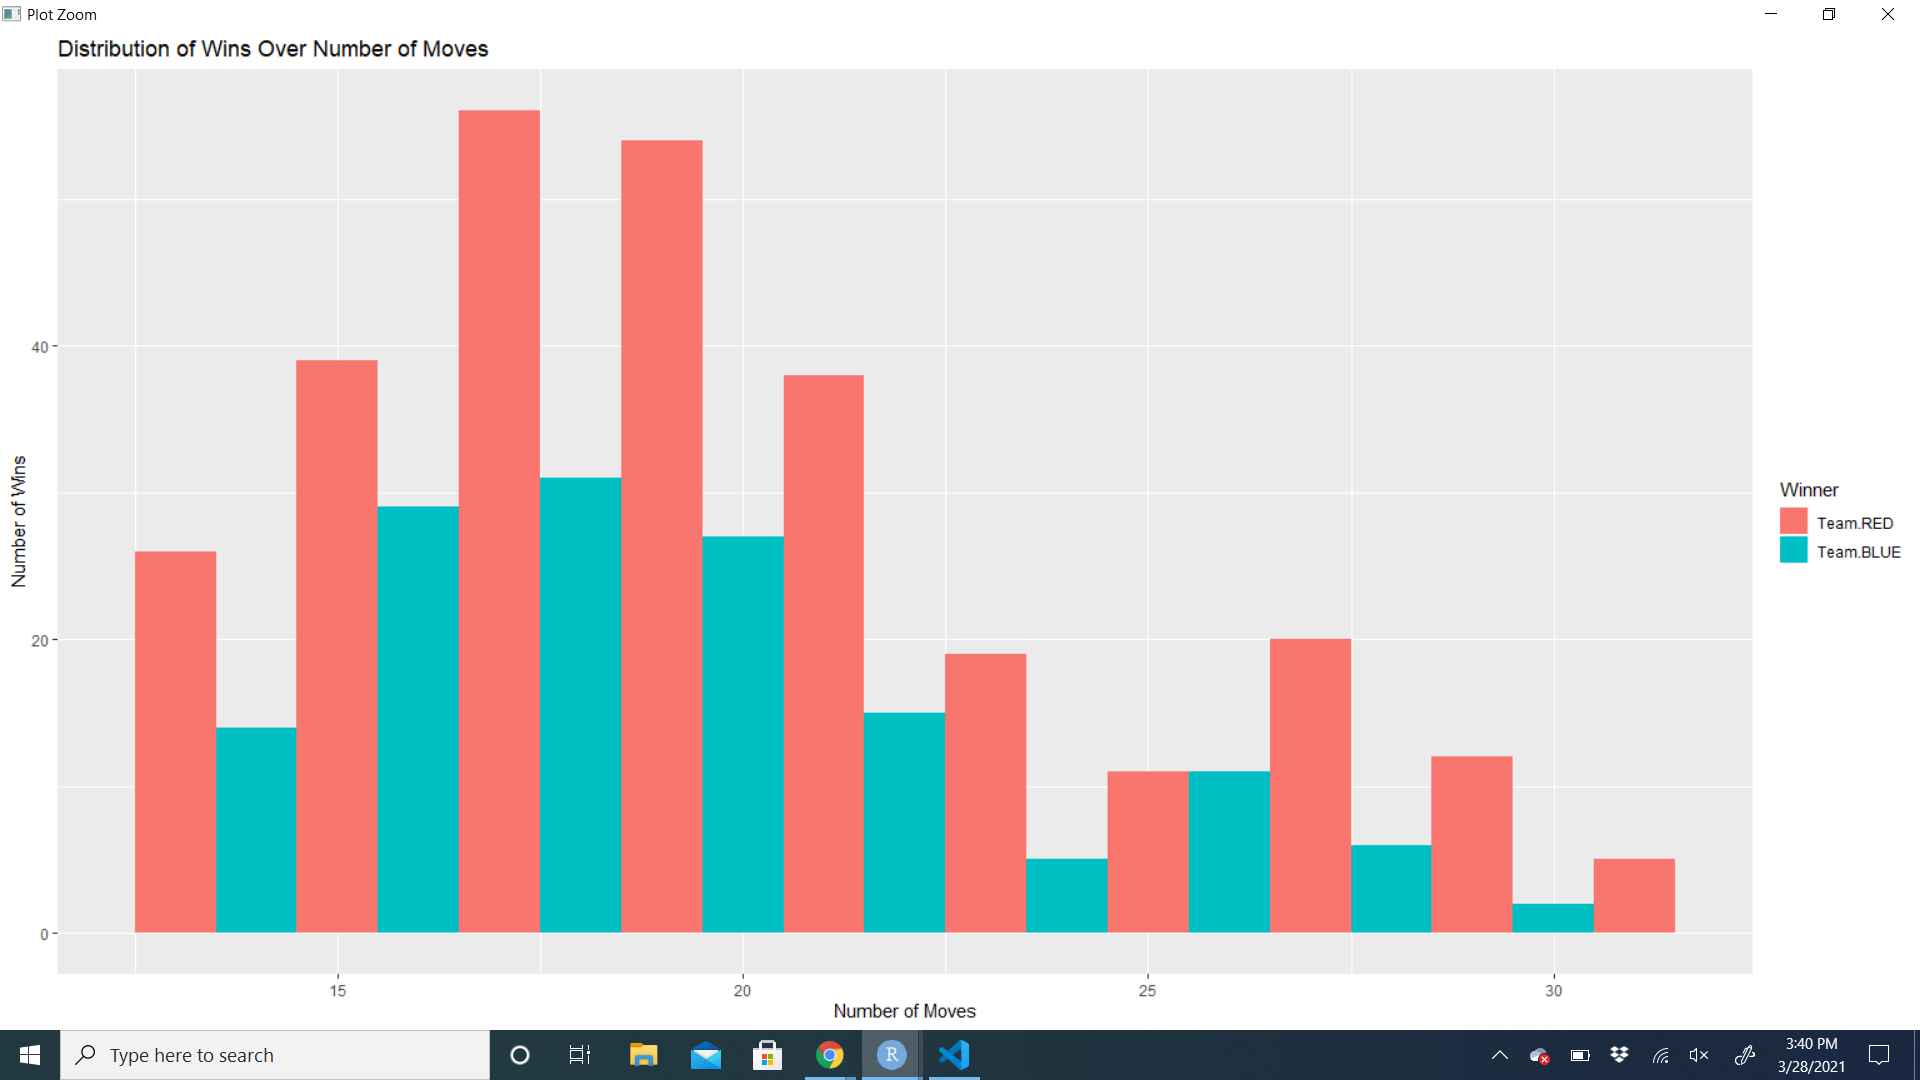 Plot Zoom
Distribution of Wins Over Number of Moves
40
20
0
Number of Wins
15 20 25 30
Number of Moves
Winner
Team.RED
Team.BLUE
Type here to search
R
3:40 PM
3/28/2021